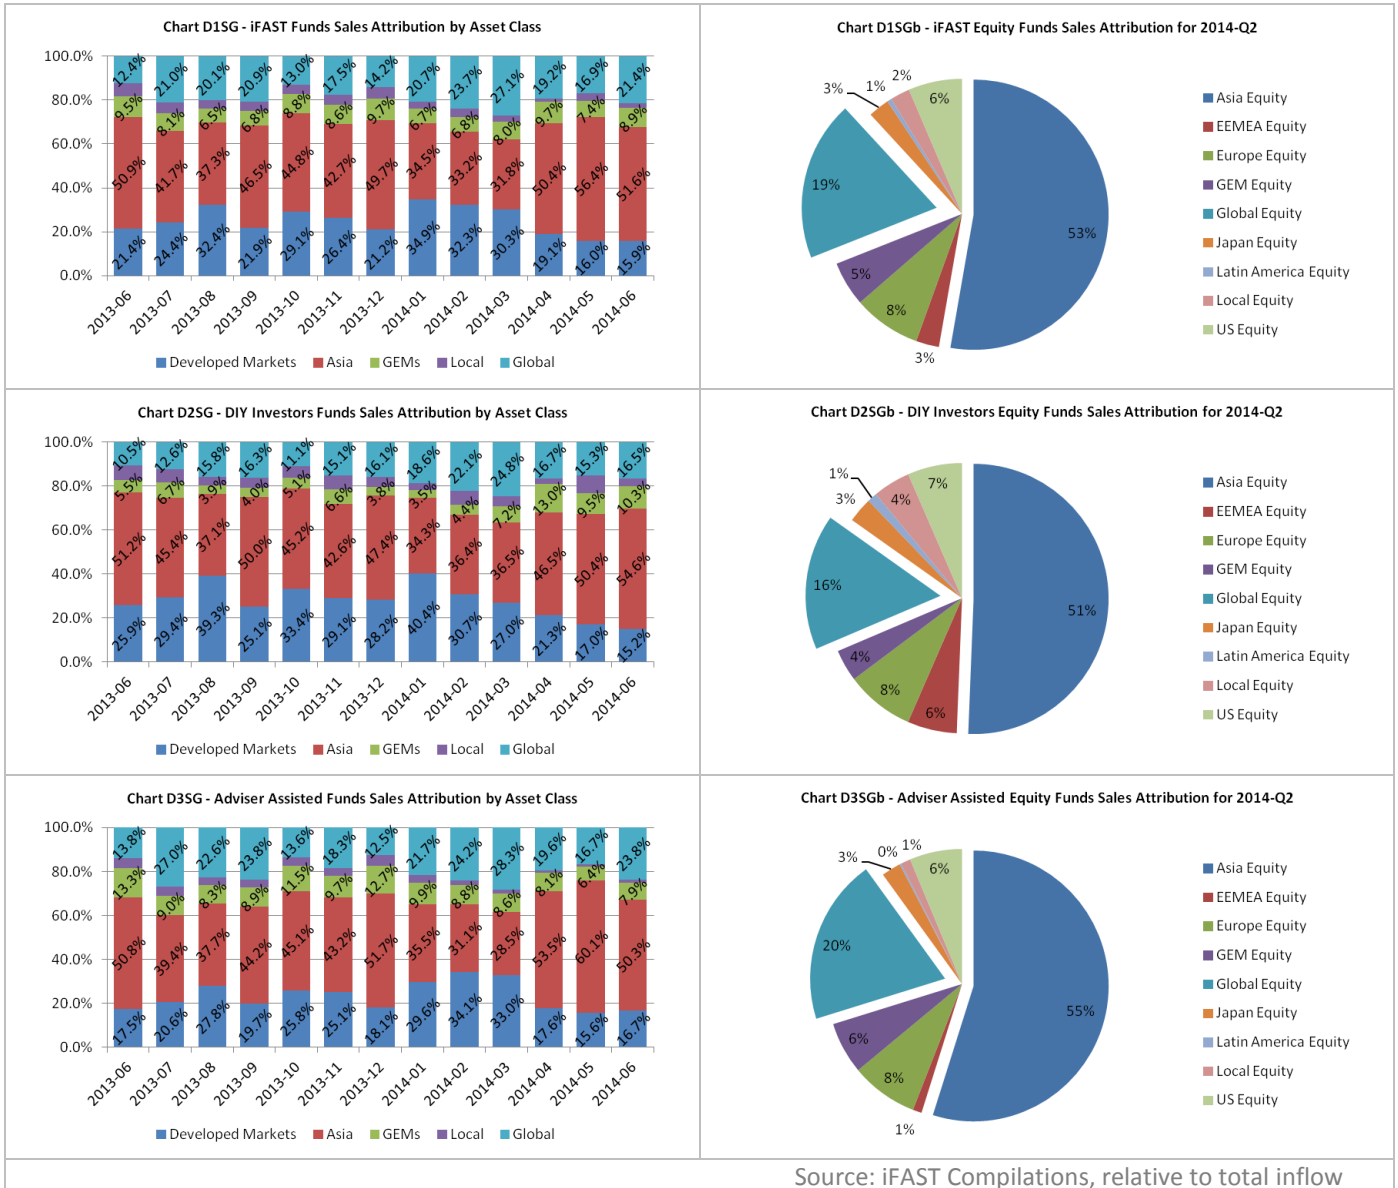 Chart D1SG - iFAST Funds Sales Attribution by Asset Class
100.0%
80.0%
60.0%
40.0%
20.0%
0.0%
12.4% 21.0% 20.1% 20.9% 13.0% 17.5% 14.2% 20.7% 23.7% 27.1% 19.2% 16.9% 21.4%
9.5% 8.1% 6.5% 6.8% 8.8% 8.6% 9.7% 6.7% 6.8% 8.0% 9.7% 7.4% 8.9%
50.9% 41.7% 37.3% 46.5% 44.8% 42.7% 49.7% 34.5% 33.2% 31.8% 50.4% 56.4% 51.6%
21.4% 24.4% 32.4% 21.9% 29.1% 26.4% 21.2% 34.9% 32.3% 30.3% 19.1% 16.0% 15.9%
2013-06 2013-07 2013-08 2013-09 2013-10 2013-11 2013-12 2014-01 2014-02 2014-03 2014-04 2014-05 2014-06
Developed Markets Asia GEMs Local Global
Chart D1SGb - iFAST Equity Funds Sales Attribution for 2014-Q2
53%
3%
8%
5%
19%
3%
1%
2%
6%
Asia Equity
EEMEA Equity
Europe Equity
GEM Equity
Global Equity
Japan Equity
Latin America Equity
Local Equity
US Equity
Chart D2SG - DIY Investors Funds Sales Attribution by Asset Class
100.0%
80.0%
60.0%
40.0%
20.0%
0.0%
10.5% 12.6% 15.8% 16.3% 11.1% 15.1% 16.1% 18.6% 22.1% 24.8% 16.7% 15.3% 16.5%
5.5% 6.7% 3.9% 4.0% 5.1% 6.6% 3.8% 3.5% 4.4% 7.2% 13.0% 9.5% 10.3%
51.2% 45.4% 37.1% 50.0% 45.2% 42.6% 47.4% 34.3% 36.4% 36.5% 46.5% 50.4% 54.6%
25.9% 29.4% 39.3% 25.1% 33.4% 29.1% 28.2% 40.4% 30.7% 27.0% 21.3% 17.0% 15.2%
2013-06 2013-07 2013-08 2013-09 2013-10 2013-11 2013-12 2014-01 2014-02 2014-03 2014-04 2014-05 2014-06
Developed Markets Asia GEMs Local Global
Chart D2SGb - DIY Investors Equity Funds Sales Attribution for 2014-Q2
51%
6%
8%
4%
16%
3%
1%
4%
7%
Asia Equity
EEMEA Equity
Europe Equity
GEM Equity
Global Equity
Japan Equity
Latin America Equity
Local Equity
US Equity
Chart D3SG - Adviser Assisted Funds Sales Attribution by Asset Class
100.0%
80.0%
60.0%
40.0%
20.0%
0.0%
13.8% 27.0% 22.6% 23.8% 13.6% 18.3% 12.5% 21.7% 24.2% 28.3% 19.6% 16.7% 23.8%
13.3% 9.0% 8.3% 8.9% 11.5% 9.7% 12.7% 9.9% 8.8% 8.6% 8.1% 6.4% 7.9%
50.8% 39.4% 37.7% 44.2% 45.1% 43.2% 51.7% 35.5% 31.1% 28.5% 53.5% 60.1% 50.3%
17.5% 20.6% 27.8% 19.7% 25.8% 25.1% 18.1% 29.6% 34.1% 33.0% 17.6% 15.6% 16.7%
2013-06 2013-07 2013-08 2013-09 2013-10 2013-11 2013-12 2014-01 2014-02 2014-03 2014-04 2014-05 2014-06
Developed Markets Asia GEMs Local Global
Chart D3SGb - Adviser Assisted Equity Funds Sales Attribution for 2014-Q2
55%
1%
8%
6%
20%
3%
0%
1%
6%
Asia Equity
EEMEA Equity
Europe Equity
GEM Equity
Global Equity
Japan Equity
Latin America Equity
Local Equity
US Equity
Source: iFAST Compilations, relative to total inflow